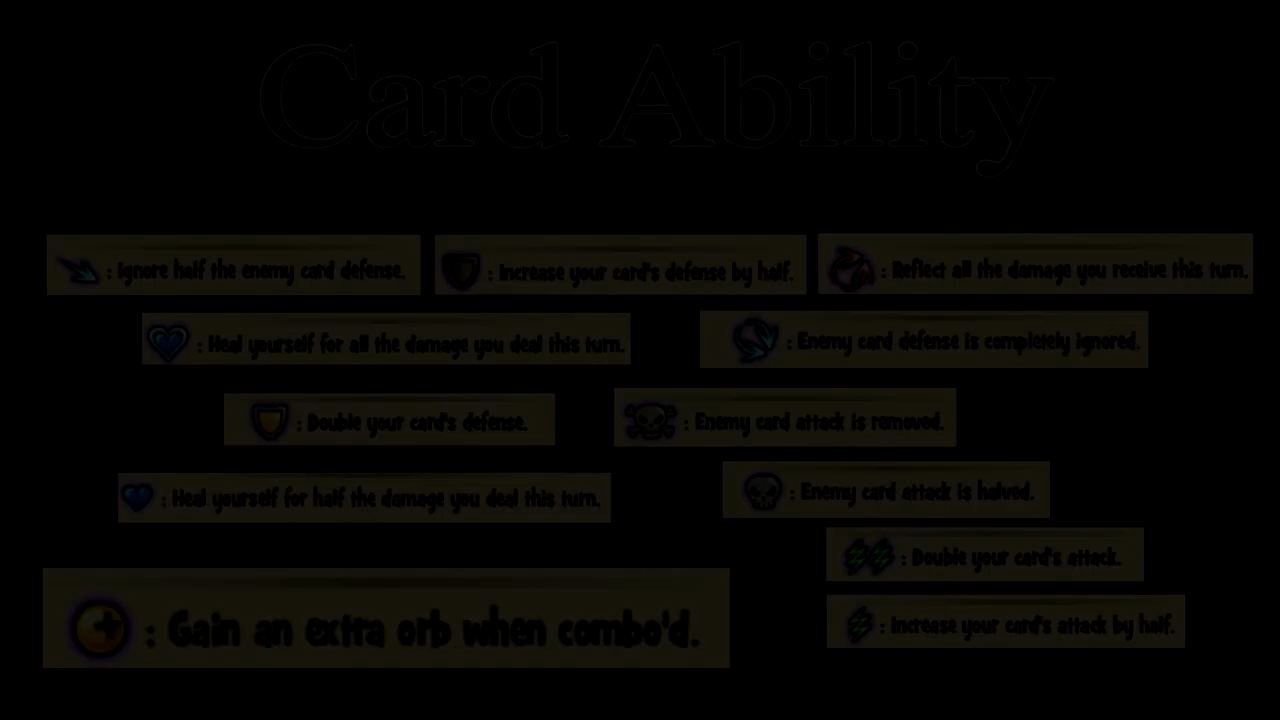 Card Ability
: Ignore half the enemy card defense.
: Increase your card's defense by half.
: Reflect all the damage you receive this turn.
: Heal yourself for all the damage you deal this turn.
: Enemy card defense is completely ignored.
: Double your card's defense.
: Enemy card attack is removed.
: Heal yourself for half the damage you deal this turn.
: Enemy card attack is halved.
: Double your card's attack.
: Gain an extra orb when combo'd.
: Increase your card's attack by half.